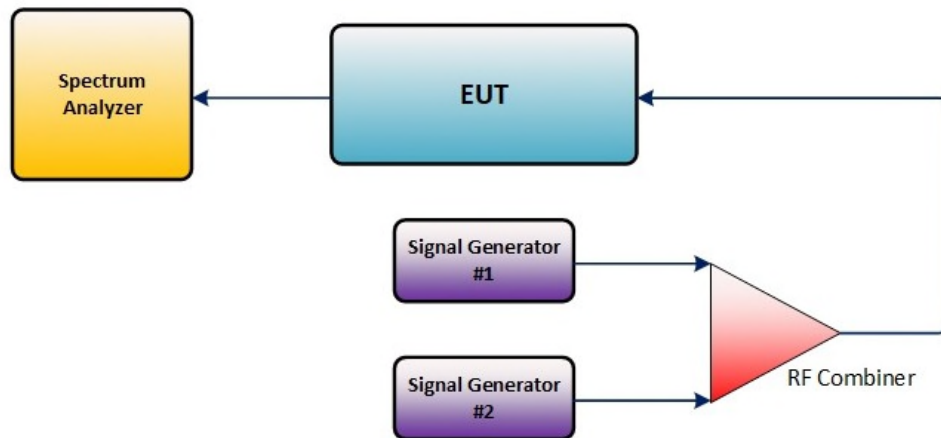 Spectrum
Analyzer
EUT
Signal Generator
#1
Signal Generator
#2
RF Combiner